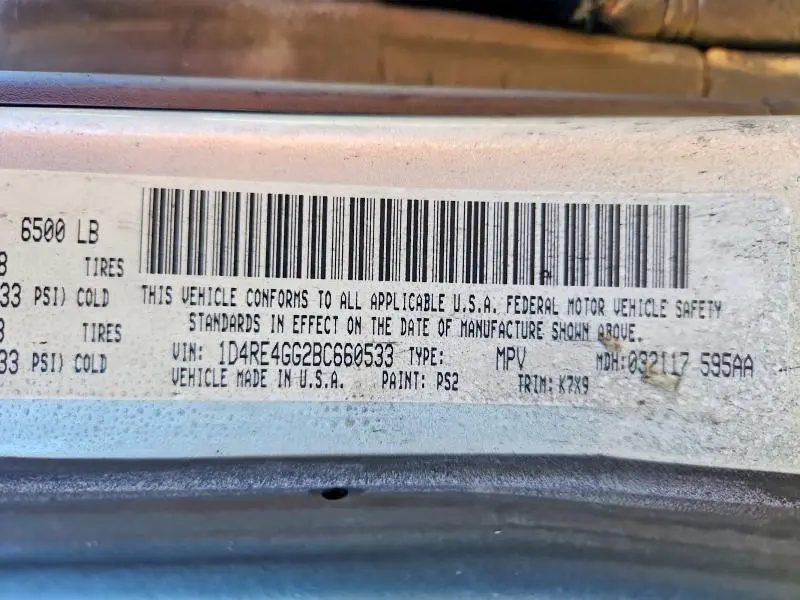 6500 LB
8 TIRES
33 PSI) COLD
THIS VEHICLE CONFORMS TO ALL APPLICABLE U.S.A. FEDERAL MOTOR VEHICLE SAFETY
3 TIRES
STANDARDS IN EFFECT ON THE DATE OF MANUFACTURE SHOWN ABOVE.
33 PSI) COLD
VIN: 1D4RE4GG2BC660533 TYPE: MPV MDH:032117 595AA
VEHICLE MADE IN U.S.A. PAINT: PS2 TRIM: K7X9